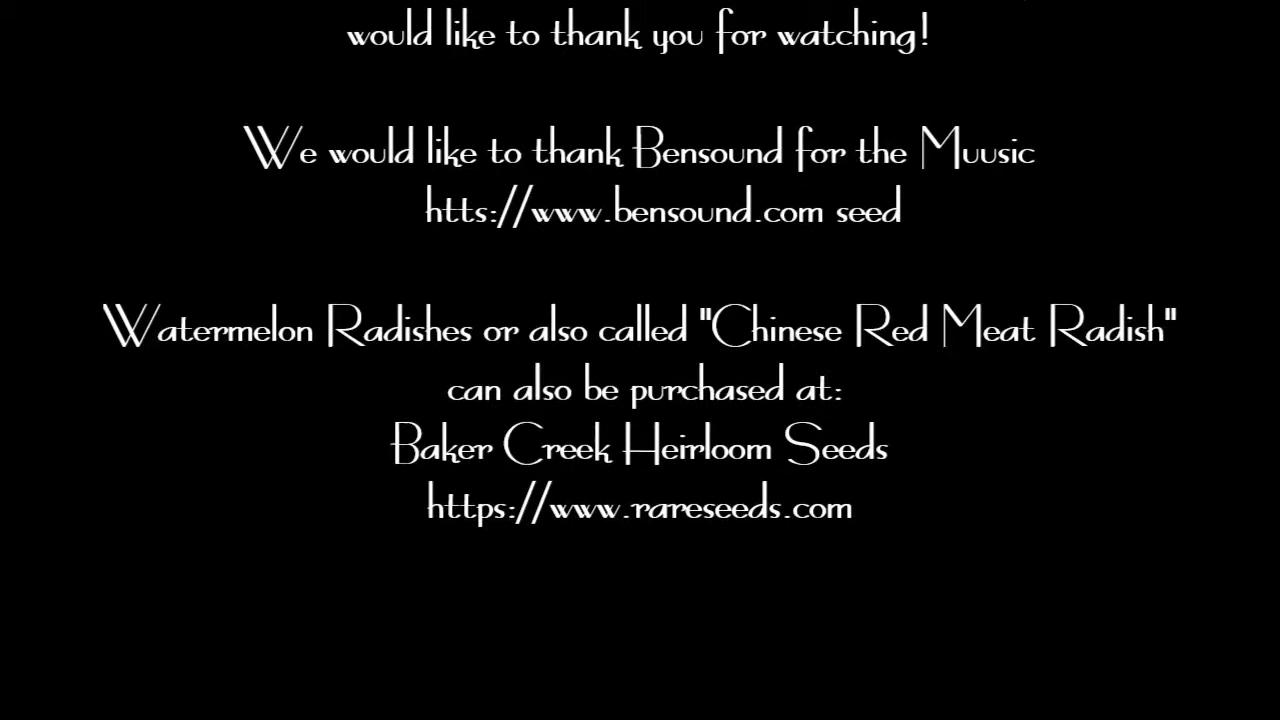 would like to thank you for watching!
We would like to thank Bensound for the Muusic
htts://www.bensound.com seed
Watermelon Radishes or also called "Chinese Red Meat Radish"
can also be purchased at:
Baker Creek Heirloom Seeds
https://www.rareseeds.com